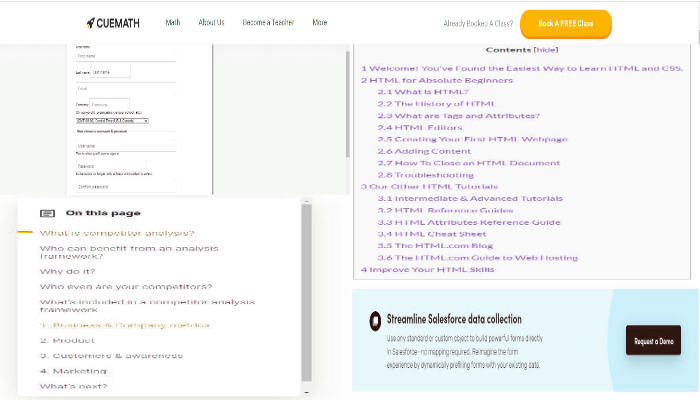 CUEMATH
Math
About Us
Become a Teacher
More
Already Booked A Class?
Book A FREE Class
First name
Last name
Email
Company
Username
Password
Confirm password
On this page
What is competitor analysis?
Who can benefit from an analysis
framework?
Why do it?
Who even are your competitors?
What's included in a competitor analysis
framework
1. Business & Company metrics
2. Product
3. Customers & awareness
4. Marketing
What's next?
Contents [hide]
1 Welcome! You've Found the Easiest Way to Learn HTML and CSS.
2 HTML for Absolute Beginners
2.1 What Is HTML?
2.2 The History of HTML
2.3 What are Tags and Attributes?
2.4 HTML Editors
2.5 Creating Your First HTML Webpage
2.6 Adding Content
2.7 How To Close an HTML Document
2.8 Troubleshooting
3 Our Other HTML Tutorials
3.1 Intermediate & Advanced Tutorials
3.2 HTML Reference Guides
3.3 HTML Attributes Reference Guide
3.4 HTML Cheat Sheet
3.5 The HTML.com Blog
3.6 The HTML.com Guide to Web Hosting
4 Improve Your HTML Skills
Streamline Salesforce data collection
Use any standard or custom object to build powerful forms directly
in Salesforce - no mapping required. Reimagine the form
experience by dynamically prefilling forms with your existing data.
Request a Demo